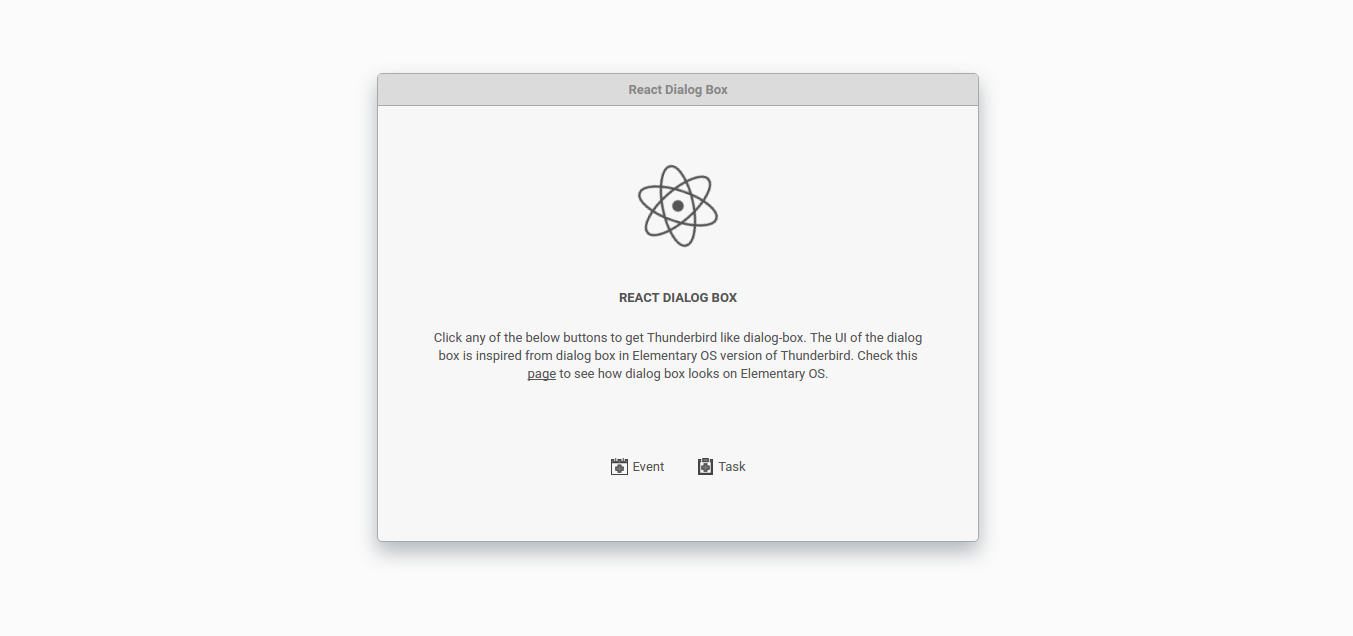 React Dialog Box
REACT DIALOG BOX
Click any of the below buttons to get Thunderbird like dialog-box. The UI of the dialog
box is inspired from dialog box in Elementary OS version of Thunderbird. Check this
page to see how dialog box looks on Elementary OS.
Event Task